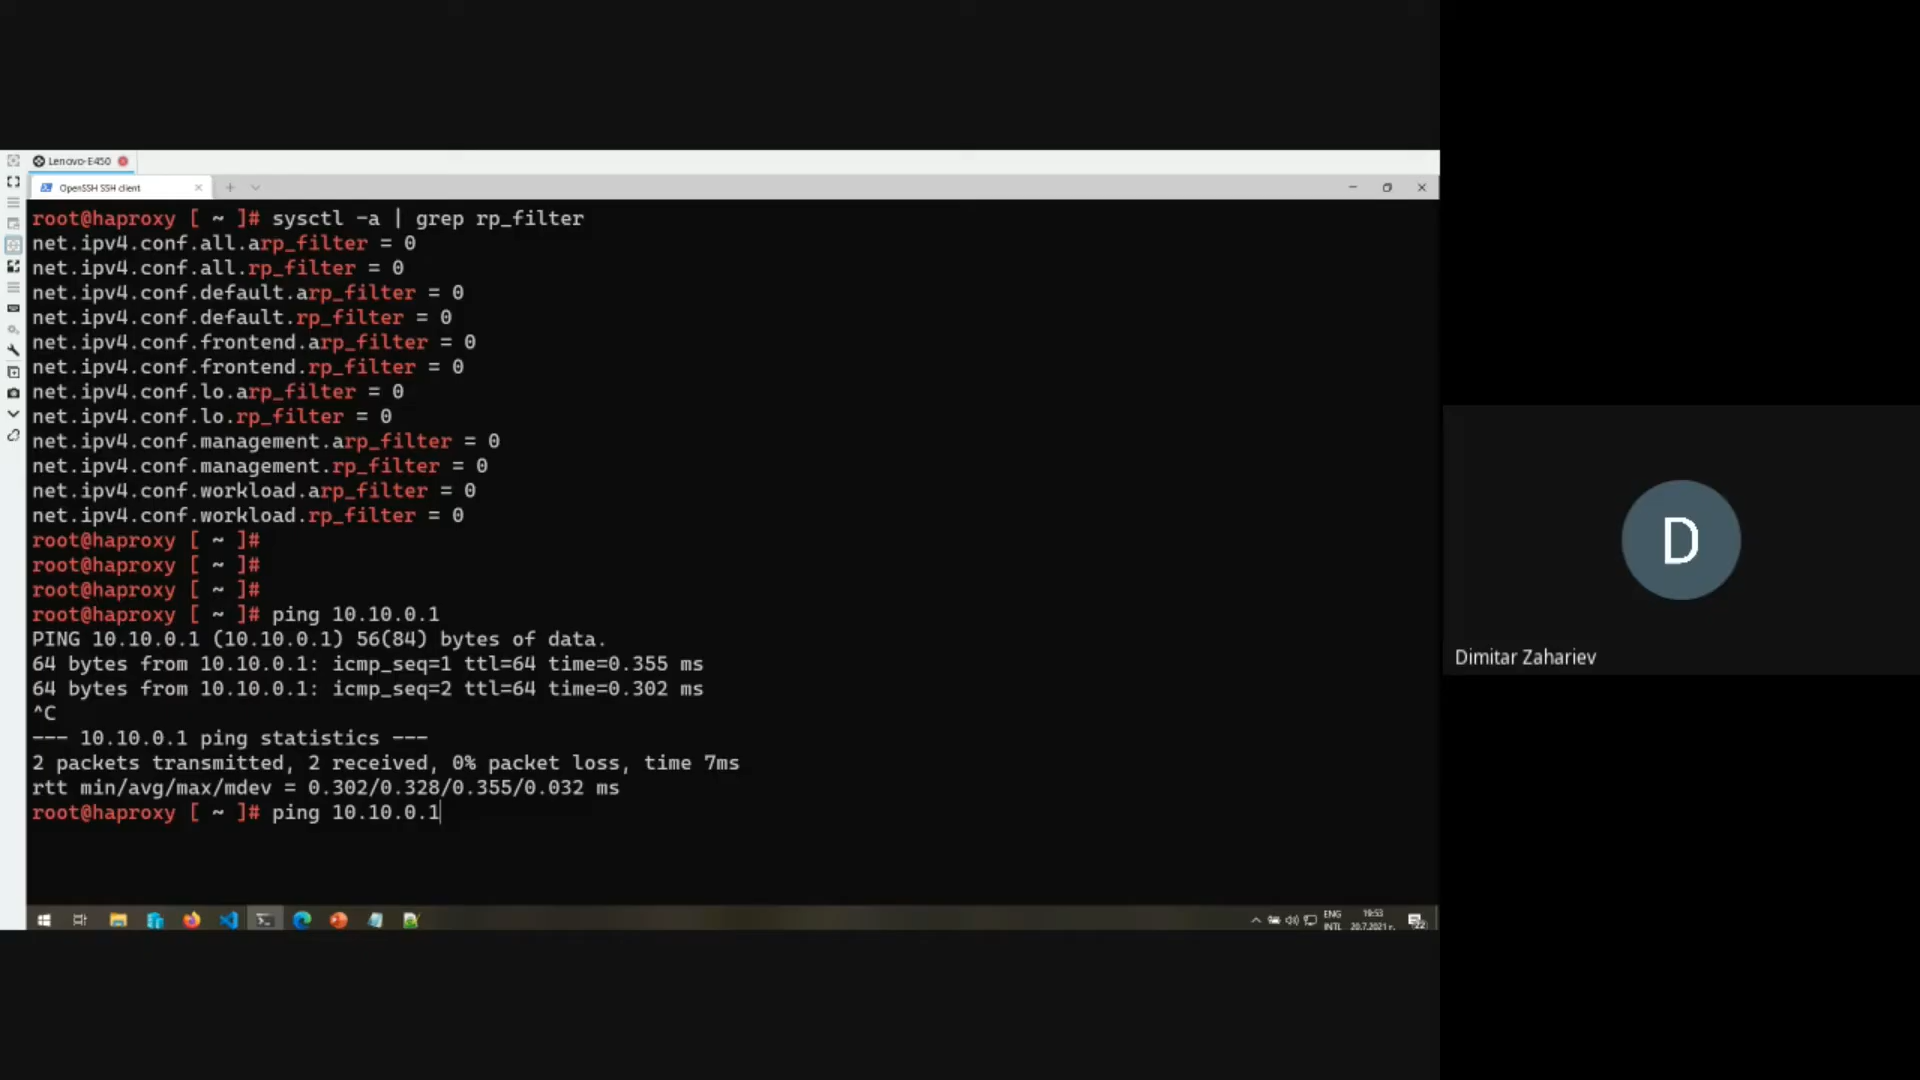 Lenovo-E450
OpenSSH SSH client
root@haproxy [ ~ ]# sysctl -a | grep rp_filter
net.ipv4.conf.all.arp_filter = 0
net.ipv4.conf.all.rp_filter = 0
net.ipv4.conf.default.arp_filter = 0
net.ipv4.conf.default.rp_filter = 0
net.ipv4.conf.frontend.arp_filter = 0
net.ipv4.conf.frontend.rp_filter = 0
net.ipv4.conf.lo.arp_filter = 0
net.ipv4.conf.lo.rp_filter = 0
net.ipv4.conf.management.arp_filter = 0
net.ipv4.conf.management.rp_filter = 0
net.ipv4.conf.workload.arp_filter = 0
net.ipv4.conf.workload.rp_filter = 0
root@haproxy [ ~ ]#
root@haproxy [ ~ ]#
root@haproxy [ ~ ]#
root@haproxy [ ~ ]# ping 10.10.0.1
PING 10.10.0.1 (10.10.0.1) 56(84) bytes of data.
64 bytes from 10.10.0.1: icmp_seq=1 ttl=64 time=0.355 ms
64 bytes from 10.10.0.1: icmp_seq=2 ttl=64 time=0.302 ms
^C
--- 10.10.0.1 ping statistics ---
2 packets transmitted, 2 received, 0% packet loss, time 7ms
rtt min/avg/max/mdev = 0.302/0.328/0.355/0.032 ms
root@haproxy [ ~ ]# ping 10.10.0.1
ENG 19:53
INTL 20.7.2021 г.
22
D
Dimitar Zahariev